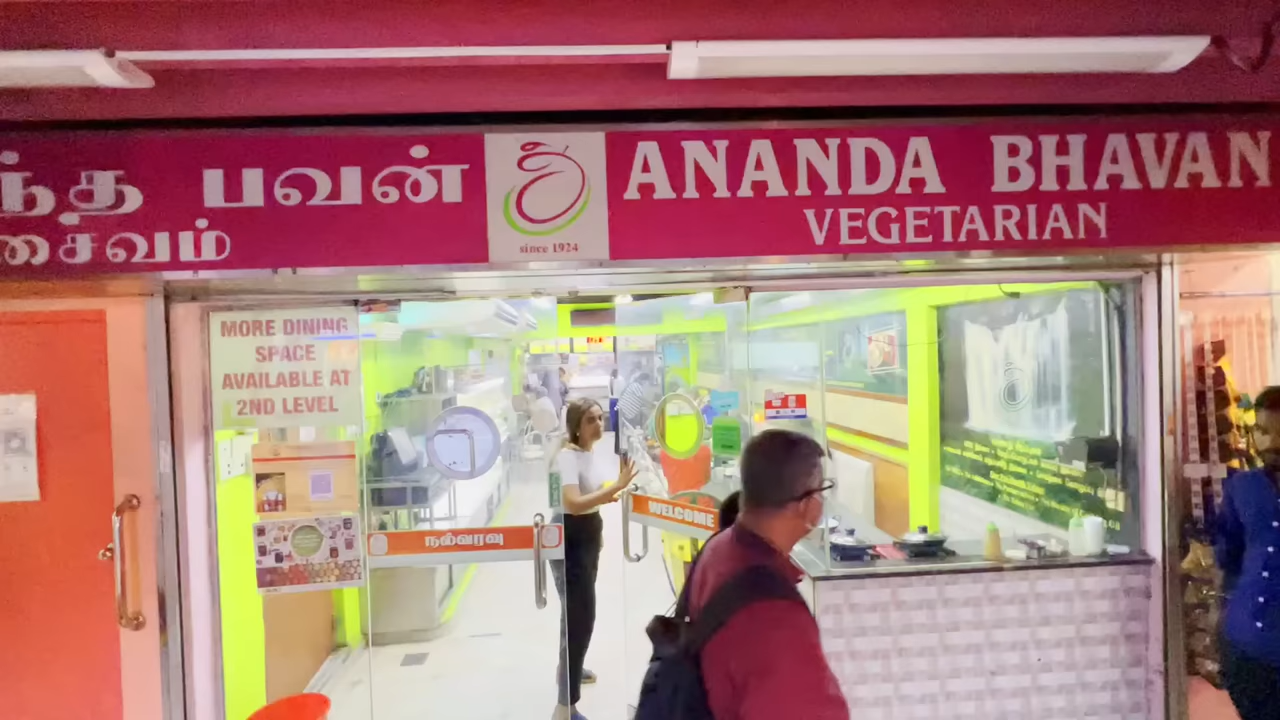 ந்த பவன்
சைவம்
since 1924
ANANDA BHAVAN
VEGETARIAN
MORE DINING
SPACE
AVAILABLE AT
2ND LEVEL
நல்வரவு
WELCOME